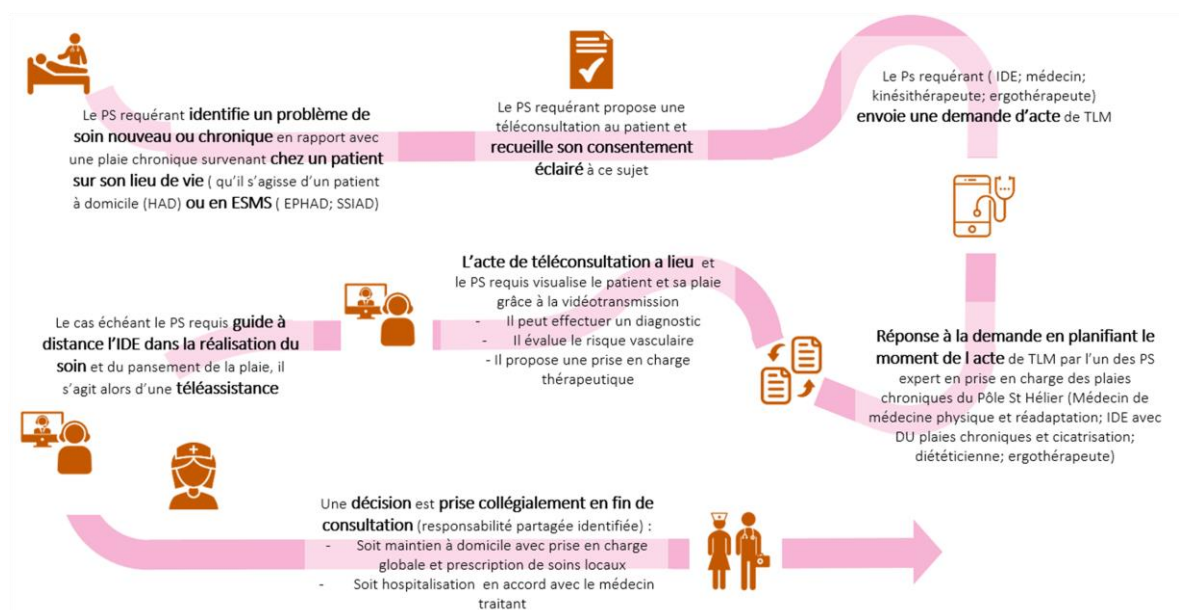 Le PS requérant identifie un problème de
soin nouveau ou chronique en rapport avec
une plaie chronique survenant chez un patient
sur son lieu de vie ( qu'il s'agisse d'un patient
à domicile (HAD) ou en ESMS ( EPHAD; SSIAD)
Le PS requérant propose une
téléconsultation au patient et
recueille son consentement
éclairé à ce sujet
Le Ps requérant ( IDE; médecin;
kinésithérapeute; ergothérapeute)
envoie une demande d'acte de TLM
Réponse à la demande en planifiant le
moment de l acte de TLM par l'un des PS
expert en prise en charge des plaies
chroniques du Pôle St Hélier (Médecin de
médecine physique et réadaptation; IDE avec
DU plaies chroniques et cicatrisation;
diététicienne; ergothérapeute)
L'acte de téléconsultation a lieu et
le PS requis visualise le patient et sa plaie
grâce à la vidéotransmission
- Il peut effectuer un diagnostic
- Il évalue le risque vasculaire
- Il propose une prise en charge
thérapeutique
Le cas échéant le PS requis guide à
distance l'IDE dans la réalisation du
soin et du pansement de la plaie, il
s'agit alors d'une téléassistance
Une décision est prise collégialement en fin de
consultation (responsabilité partagée identifiée) :
- Soit maintien à domicile avec prise en charge
globale et prescription de soins locaux
- Soit hospitalisation en accord avec le médecin
traitant